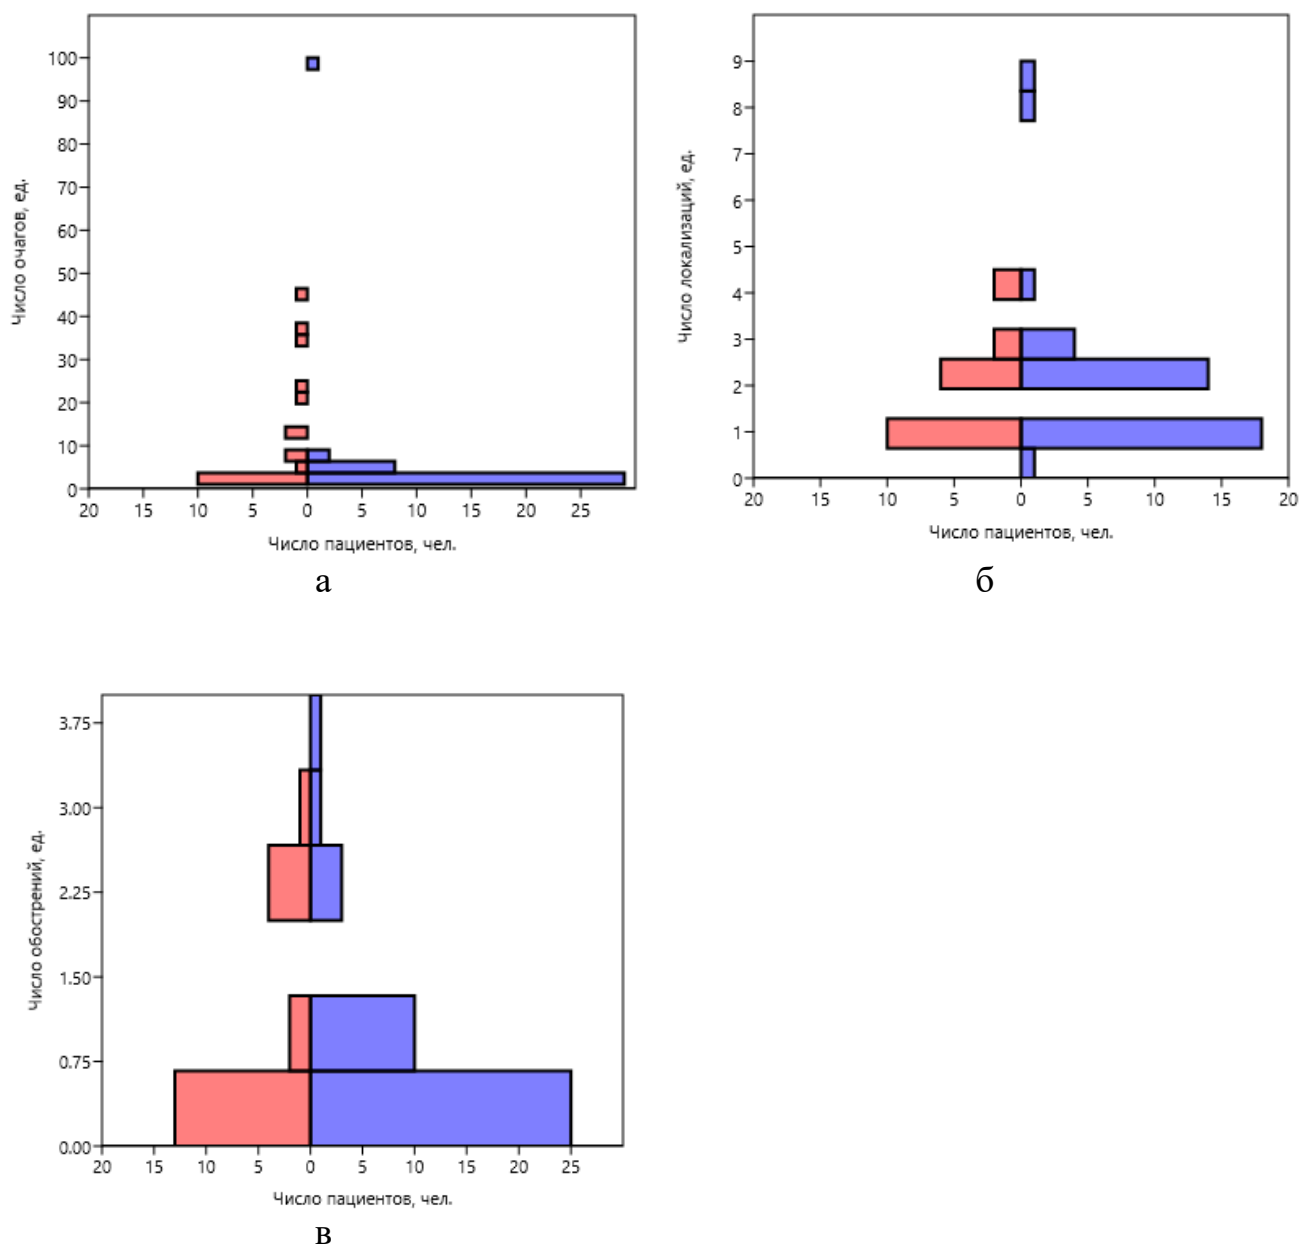 100
90
80
70
60
50
40
30
20
10
0
Число очагов, ед.
20 15 10 5 0 5 10 15 20 25
Число пациентов, чел.
а
9
8
7
6
5
4
3
2
1
0
Число локализаций, ед.
20 15 10 5 0 5 10 15 20
Число пациентов, чел.
б
3.75
3.00
2.25
1.50
0.75
0.00
Число обострений, ед.
20 15 10 5 0 5 10 15 20 25
Число пациентов, чел.
в